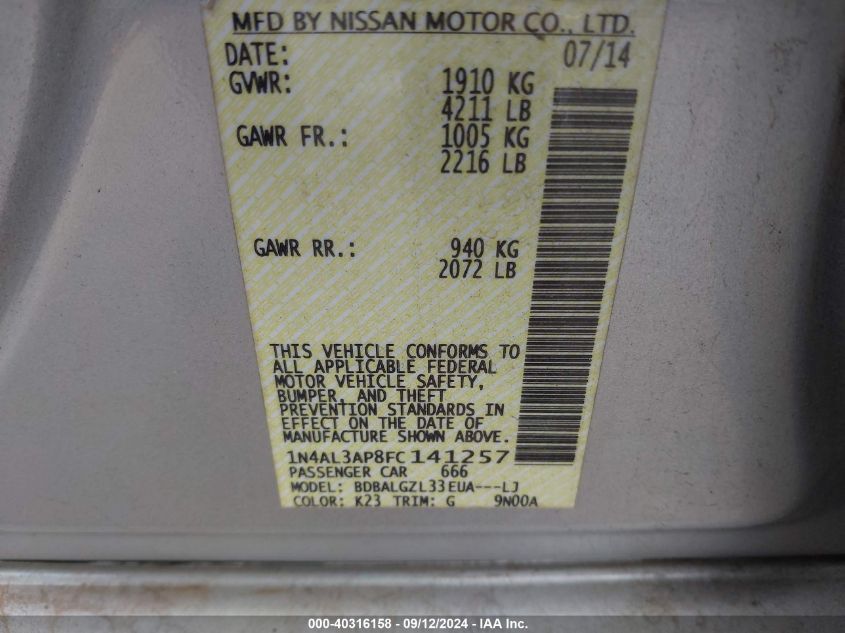 MFD BY NISSAN MOTOR CO., LTD.
DATE: 07/14
GVWR: 1910 KG
4211 LB
GAWR FR.: 1005 KG
2216 LB
GAWR RR.: 940 KG
2072 LB
THIS VEHICLE CONFORMS TO
ALL APPLICABLE FEDERAL
MOTOR VEHICLE SAFETY,
BUMPER, AND THEFT
PREVENTION STANDARDS IN
EFFECT ON THE DATE OF
MANUFACTURE SHOWN ABOVE.
1N4AL3AP8FC141257
PASSENGER CAR 666
MODEL: BDBALGZL33EUA---LJ
COLOR: K23 TRIM: G 9N00A
000-40316158 - 09/12/2024 - IAA Inc.